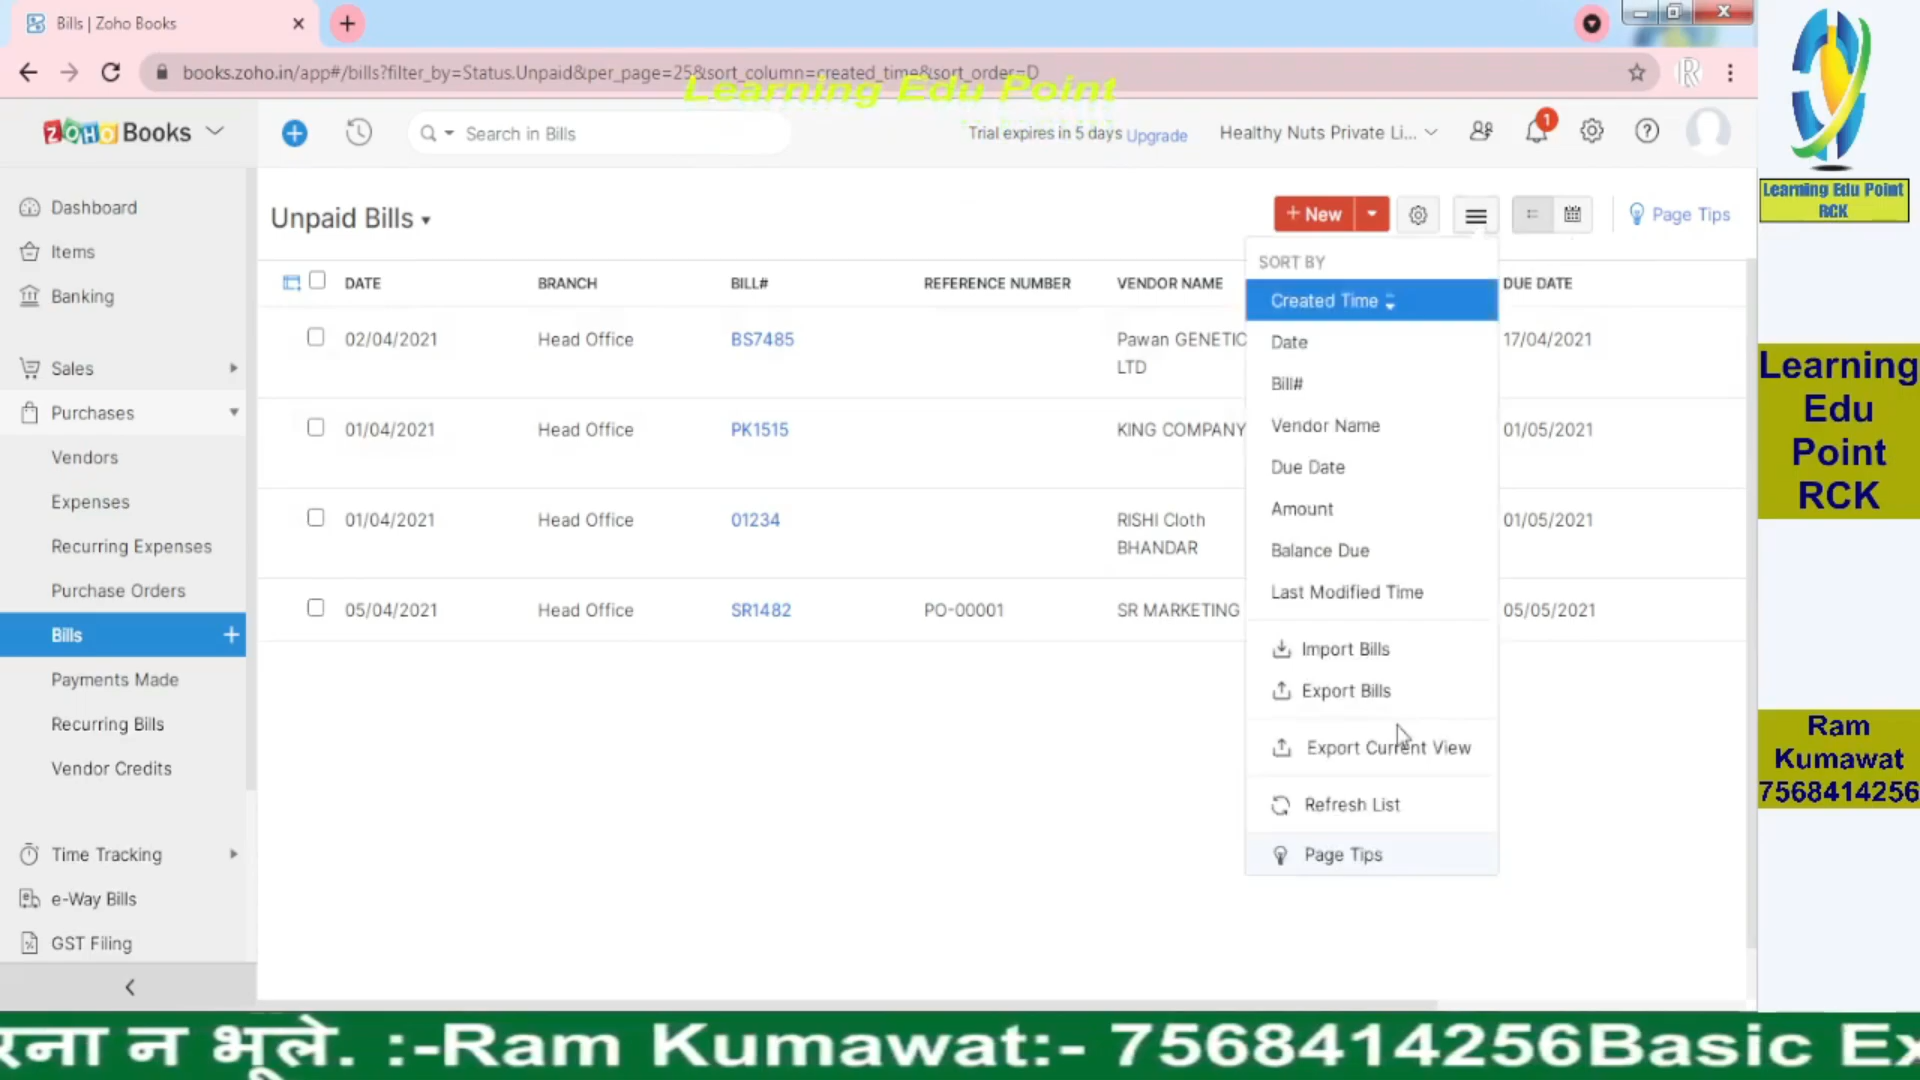 Bills | Zoho Books
books.zoho.in/app#/bills?filter_by=Status.Unpaid&per_page=25&sort_column=created_time&sort_order=D
Learning Edu Point
ZOHO Books
Search in Bills
Trial expires in 5 days Upgrade
Healthy Nuts Private Li...
1
Learning Edu Point
RCK
Dashboard
Items
Banking
Sales
Purchases
Vendors
Expenses
Recurring Expenses
Purchase Orders
Bills
Payments Made
Recurring Bills
Vendor Credits
Time Tracking
e-Way Bills
GST Filing
Unpaid Bills
+ New
Page Tips
DATE BRANCH BILL# REFERENCE NUMBER VENDOR NAME DUE DATE
02/04/2021 Head Office BS7485 Pawan GENETIC LTD 17/04/2021
01/04/2021 Head Office PK1515 KING COMPANY 01/05/2021
01/04/2021 Head Office 01234 RISHI Cloth BHANDAR 01/05/2021
05/04/2021 Head Office SR1482 PO-00001 SR MARKETING 05/05/2021
SORT BY
Created Time
Date
Bill#
Vendor Name
Due Date
Amount
Balance Due
Last Modified Time
Import Bills
Export Bills
Export Current View
Refresh List
Page Tips
Learning
Edu
Point
RCK
Ram
Kumawat
7568414256
रना न भूले. :-Ram Kumawat:- 7568414256Basic Ex